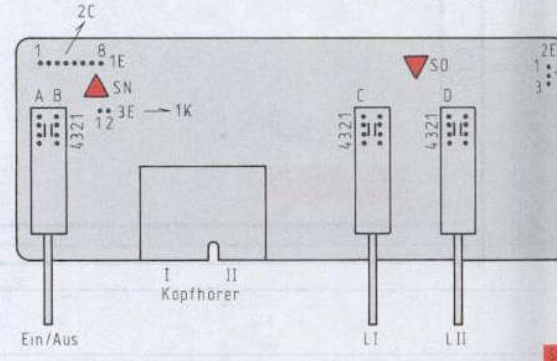 2C
1 8 1E
SN
12 3E → 1K
A B
4321
I II
Kopfhörer
Ein/Aus
SO
2E
1
3
C D
4321 4321
L I L II